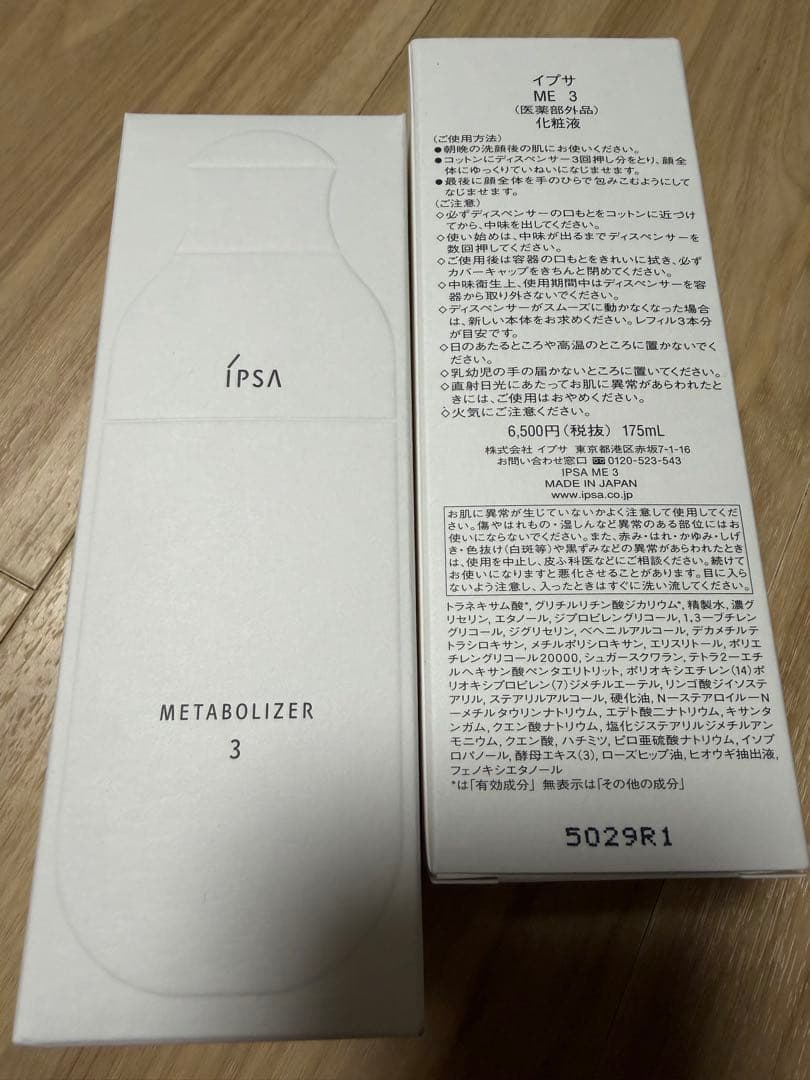 IPSA
METABOLIZER
3
イプサ
ME 3
(医薬部外品)
化粧液
(ご使用方法)
●朝晩の洗顔後の肌にお使いください。
●コットンにディスペンサー3回押し分をとり、顔全
体にゆっくりていねいになじませます。
●最後に顔全体を手のひらで包みこむようにして
なじませます。
(ご注意)
◇必ずディスペンサーの口もとをコットンに近づけ
てから、中味を出してください。
◇使い始めは、中味が出るまでディスペンサーを
数回押してください。
◇ご使用後は容器の口もとをきれいに拭き、必ず
カバーキャップをきちんと閉めてください。
◇中味衛生上、使用期間中はディスペンサーを容
器から取り外さないでください。
◇ディスペンサーがスムーズに動かなくなった場合
は、新しい本体をお求めください。レフィル3本分
が目安です。
◇日のあたるところや高温のところに置かないでく
ださい。
◇乳幼児の手の届かないところに置いてください。
◇直射日光にあたってお肌に異常があらわれたと
きには、ご使用はおやめください。
◇火気にご注意ください。
6,500円(税抜) 175mL
株式会社 イプサ 東京都港区赤坂7-1-16
お問い合わせ窓口 0120-523-543
IPSA ME 3
MADE IN JAPAN
www.ipsa.co.jp
お肌に異常が生じていないかよく注意して使用してくだ
さい。傷やはれもの・湿しんなど異常のある部位にはお
使いにならないでください。また、赤み・はれ・かゆみ・しげ
き・色抜け(白斑等)や黒ずみなどの異常があらわれたとき
は、使用を中止し、皮ふ科医などにご相談ください。続けて
お使いになりますと悪化させることがあります。目に入ら
ないよう注意し、入ったときはすぐに洗い流してください。
トラネキサム酸*, グリチルリチン酸ジカリウム*, 精製水, 濃グ
リセリン, エタノール, ジプロピレングリコール, 1,3ーブチレン
グリコール, ジグリセリン, ベヘニルアルコール, デカメチルテ
トラシロキサン, メチルポリシロキサン, エリスリトール, ポリエ
チレングリコール20000, シュガースクワラン, テトラ2ーエチ
ルヘキサン酸ペンタエリトリット, ポリオキシエチレン(14)ポ
リオキシプロピレン(7)ジメチルエーテル, リンゴ酸ジイソステ
アリル, ステアリルアルコール, 硬化油, NーステアロイルーN
ーメチルタウリンナトリウム, エデト酸二ナトリウム, キサンタ
ンガム, クエン酸ナトリウム, 塩化ジステアリルジメチルアン
モニウム, クエン酸, ハチミツ, ピロ亜硫酸ナトリウム, イソプ
ロパノール, 酵母エキス(3), ローズヒップ油, ヒオウギ抽出液,
フェノキシエタノール
*は「有効成分」 無表示は「その他の成分」
5029R1